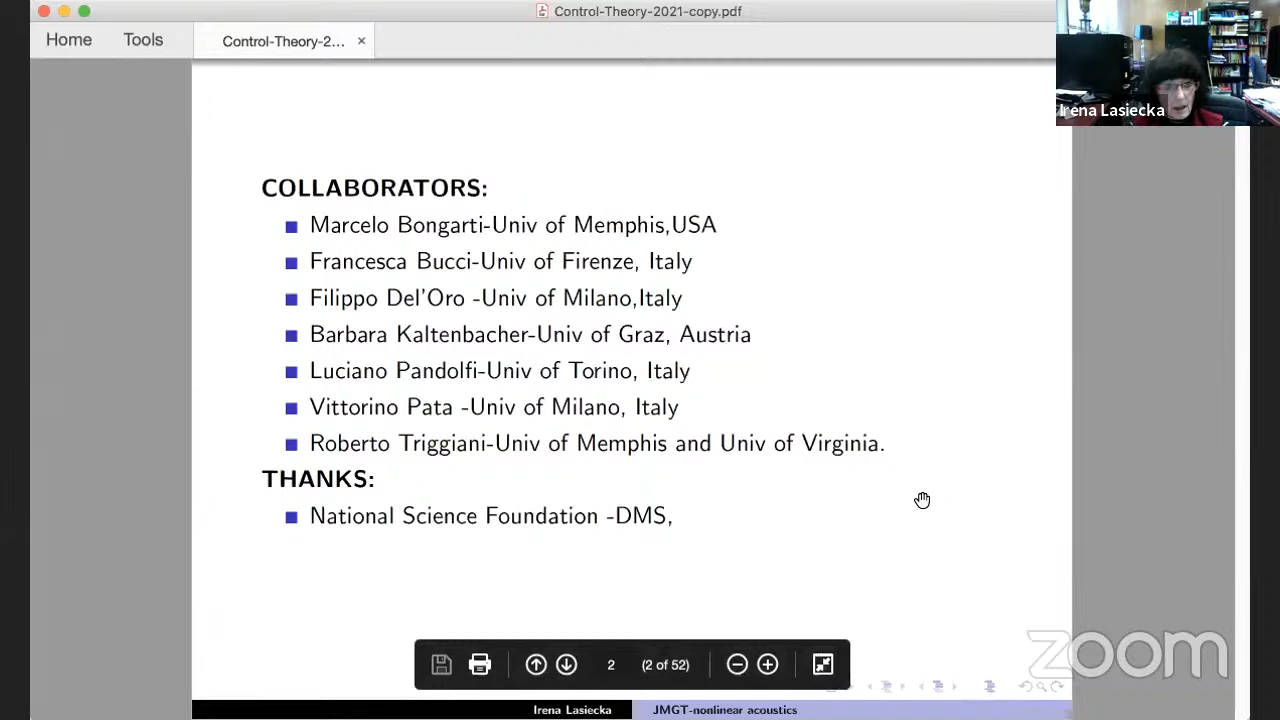 Control-Theory-2021-copy.pdf
Home
Tools
Control-Theory-2... ×
Irena Lasiecka
COLLABORATORS:
Marcelo Bongarti-Univ of Memphis,USA
Francesca Bucci-Univ of Firenze, Italy
Filippo Del'Oro -Univ of Milano,Italy
Barbara Kaltenbacher-Univ of Graz, Austria
Luciano Pandolfi-Univ of Torino, Italy
Vittorino Pata -Univ of Milano, Italy
Roberto Triggiani-Univ of Memphis and Univ of Virginia.
THANKS:
National Science Foundation -DMS,
2 (2 of 52)
zoom
Irena Lasiecka
JMGT-nonlinear acoustics